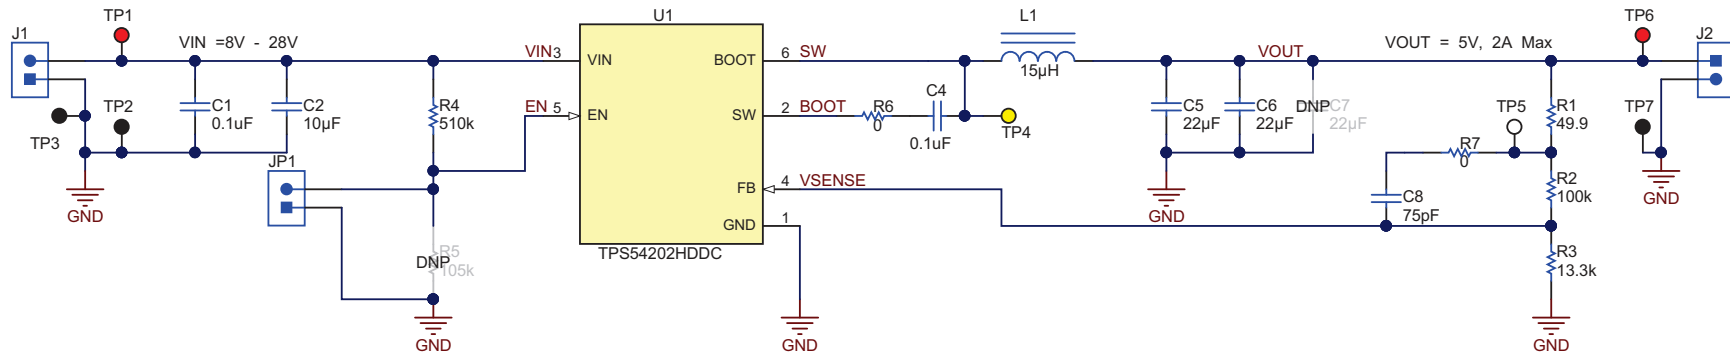 J1
TP1
VIN =8V - 28V
TP3
TP2
C1
0.1uF
C2
10µF
GND
JP1
R4
510k
R5
DNP
105k
GND
VIN
3
EN
5
U1
VIN
EN
BOOT
SW
FB
GND
TPS54202HDDC
6
SW
2
BOOT
4
VSENSE
1
GND
R6
0
C4
0.1uF
TP4
L1
15µH
VOUT
C5
22µF
C6
22µF
DNP
C7
22µF
GND
VOUT = 5V, 2A Max
TP5
R7
0
C8
75pF
R1
49.9
R2
100k
R3
13.3k
GND
TP6
J2
TP7
GND